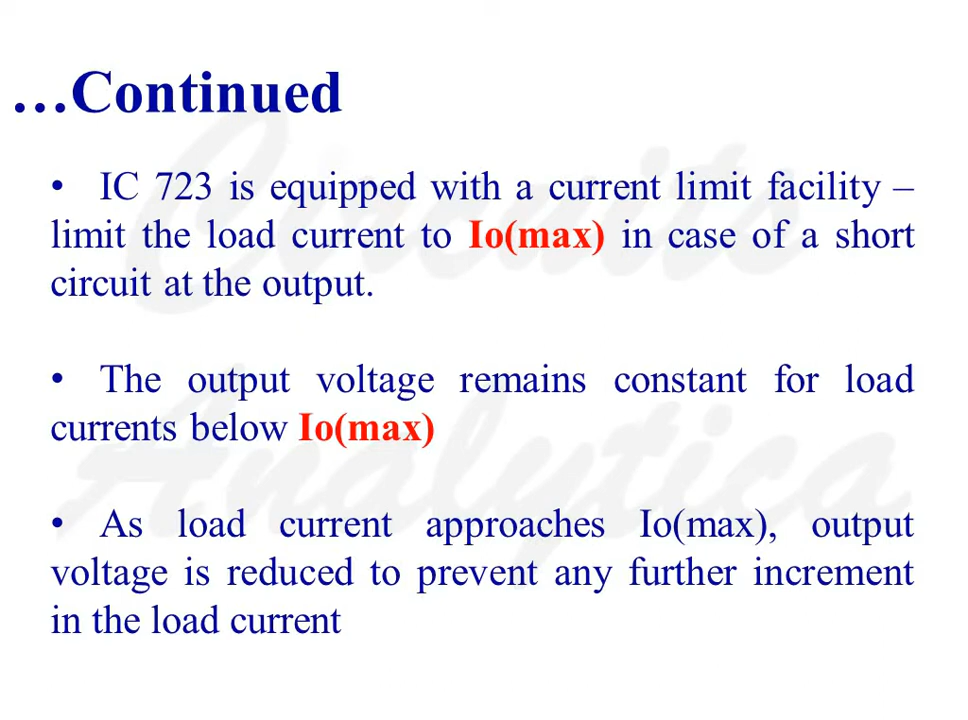 ...Continued
• IC 723 is equipped with a current limit facility –
limit the load current to Io(max) in case of a short
circuit at the output.
• The output voltage remains constant for load
currents below Io(max)
• As load current approaches Io(max), output
voltage is reduced to prevent any further increment
in the load current
Circuits
Analytica